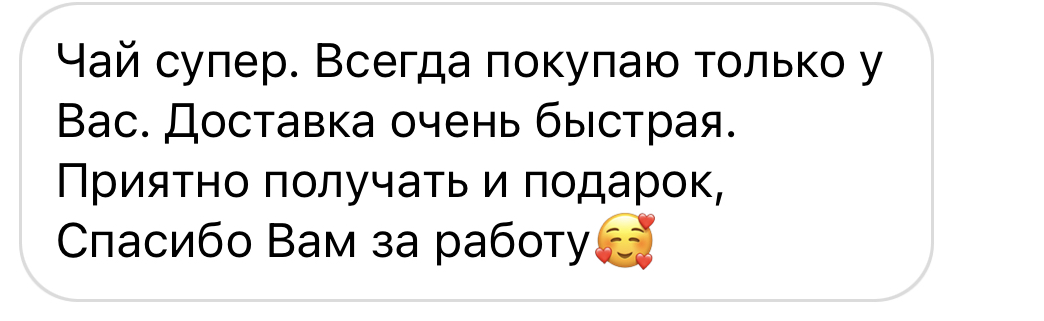 Чай супер. Всегда покупаю только у
Вас. Доставка очень быстрая.
Приятно получать и подарок,
Спасибо Вам за работу🥰